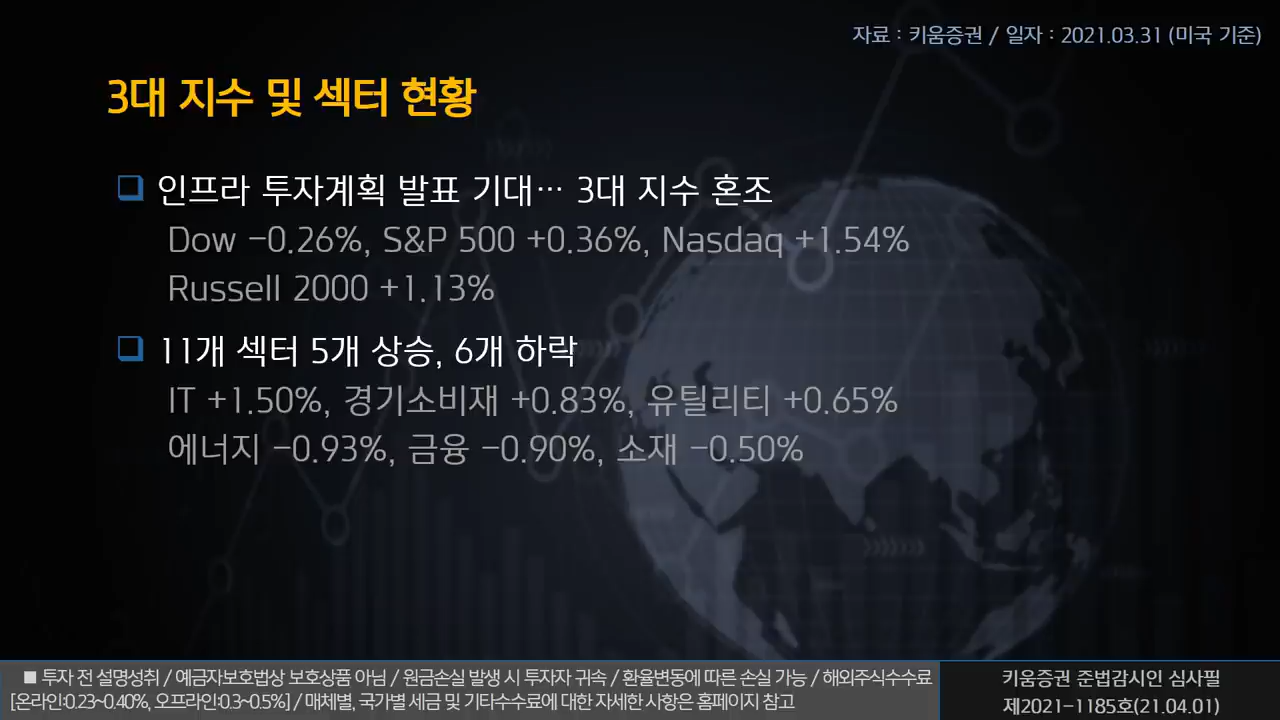 자료 : 키움증권 / 일자 : 2021.03.31 (미국 기준)
3대 지수 및 섹터 현황
인프라 투자계획 발표 기대… 3대 지수 혼조
Dow -0.26%, S&P 500 +0.36%, Nasdaq +1.54%
Russell 2000 +1.13%
11개 섹터 5개 상승, 6개 하락
IT +1.50%, 경기소비재 +0.83%, 유틸리티 +0.65%
에너지 -0.93%, 금융 -0.90%, 소재 -0.50%
■ 투자 전 설명성취 / 예금자보호법상 보호상품 아님 / 원금손실 발생 시 투자자 귀속 / 환율변동에 따른 손실 가능 / 해외주식수수료
[온라인:0.23~0.40%, 오프라인:0.3~0.5%] / 매체별, 국가별 세금 및 기타수수료에 대한 자세한 사항은 홈페이지 참고
키움증권 준법감시인 심사필
제2021-1185호(21.04.01)